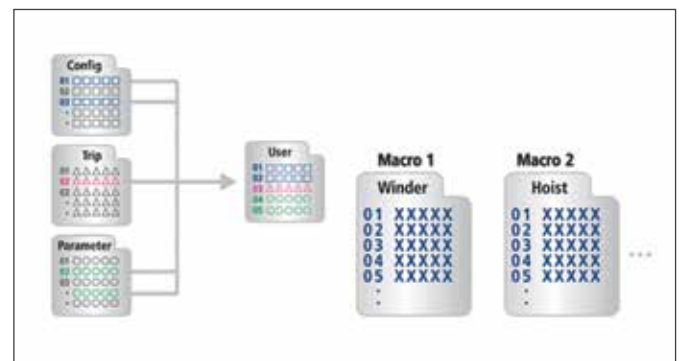 Config
01
02
03
Trip
01
02
03
Parameter
01
02
03
User
01
02
03
04
05
Macro 1
Winder
01 XXXXX
02 XXXXX
03 XXXXX
04 XXXXX
05 XXXXX
Macro 2
Hoist
01 XXXXX
02 XXXXX
03 XXXXX
04 XXXXX
05 XXXXX
...